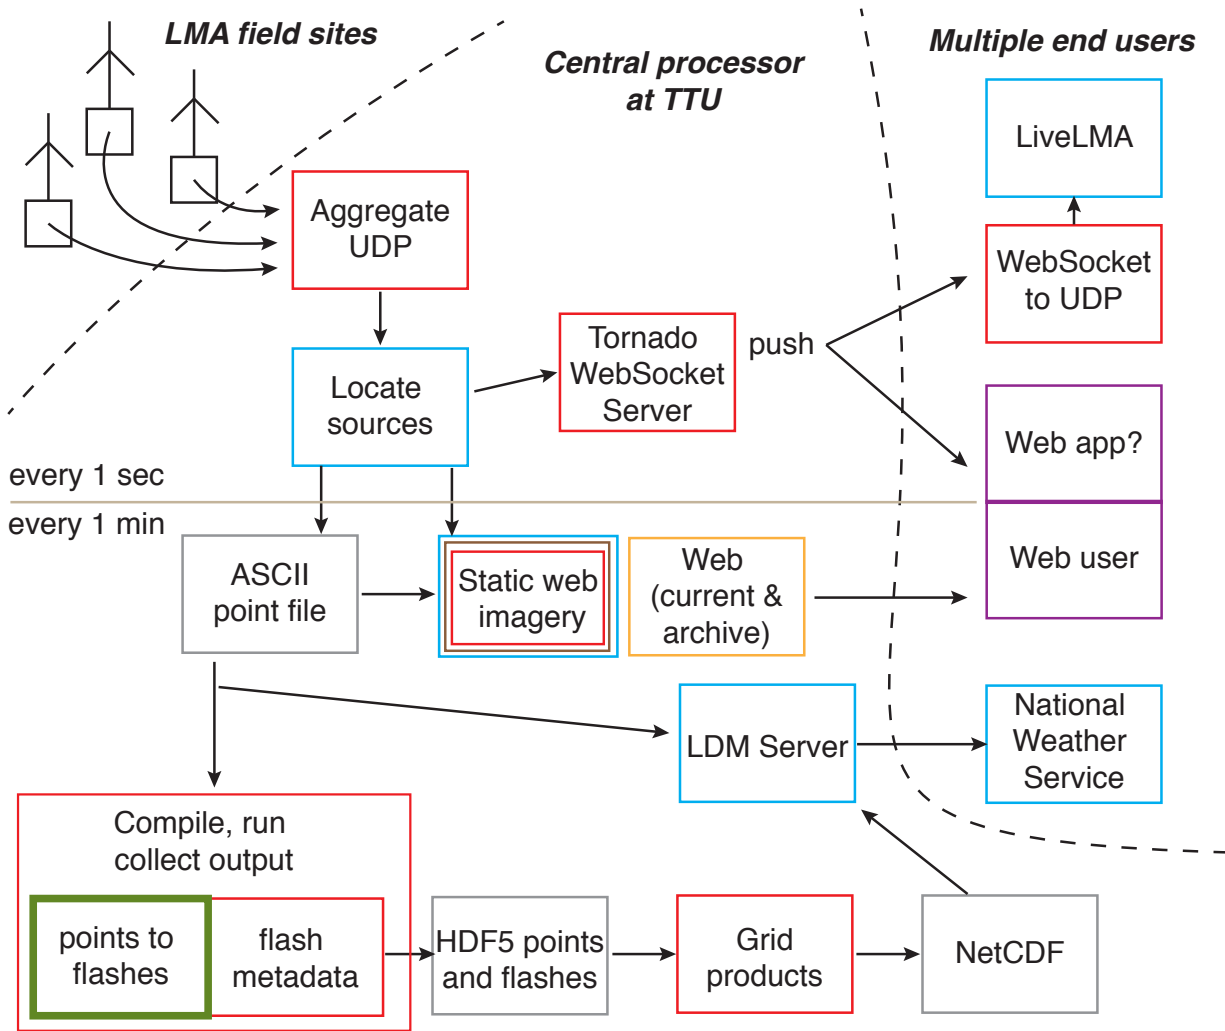 LMA field sites
Central processor
at TTU
Multiple end users
LiveLMA
Aggregate
UDP
WebSocket
to UDP
Tornado
WebSocket
Server
push
Locate
sources
Web app?
every 1 sec
every 1 min
ASCII
point file
Static web
imagery
Web
(current &
archive)
Web user
LDM Server
National
Weather
Service
Compile, run
collect output
points to
flashes
flash
metadata
HDF5 points
and flashes
Grid
products
NetCDF